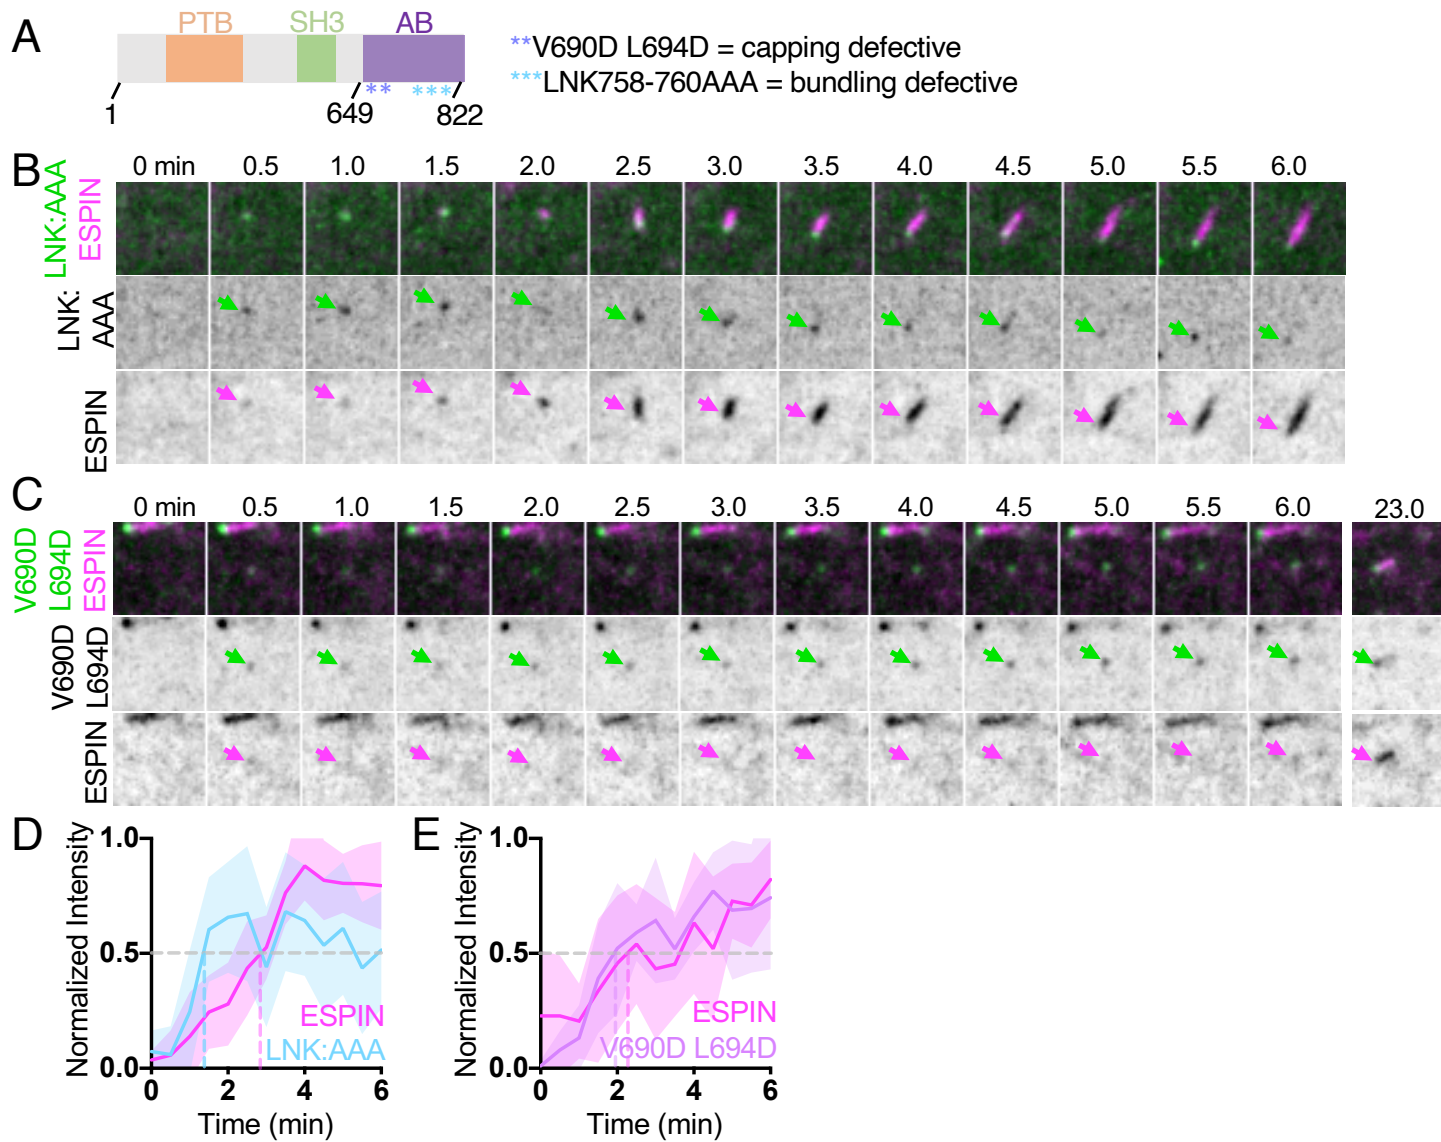 A
PTB SH3 AB
1 649 822
** ***
**V690D L694D = capping defective
***LNK758-760AAA = bundling defective
B
0 min 0.5 1.0 1.5 2.0 2.5 3.0 3.5 4.0 4.5 5.0 5.5 6.0
LNK:AAA
ESPIN
LNK:
AAA
ESPIN
C
0 min 0.5 1.0 1.5 2.0 2.5 3.0 3.5 4.0 4.5 5.0 5.5 6.0 23.0
V690D
L694D
ESPIN
V690D
L694D
ESPIN
D
Normalized Intensity
1.0
0.5
0.0
ESPIN
LNK:AAA
0 2 4 6
Time (min)
E
Normalized Intensity
1.0
0.5
0.0
ESPIN
V690D L694D
0 2 4 6
Time (min)